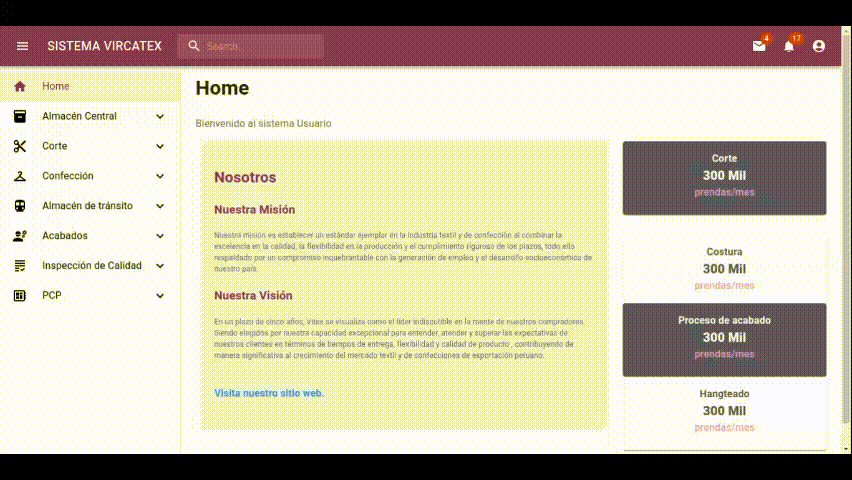 SISTEMA VIRCATEX
Search...
4
17
Home
Almacén Central
Corte
Confección
Almacén de tránsito
Acabados
Inspección de Calidad
PCP
Home
Bienvenido al sistema Usuario
Nosotros
Nuestra Misión
Nuestra misión es establecer un estándar ejemplar en la industria textil y de confección al combinar la
excelencia en la calidad, la flexibilidad en la producción y el cumplimiento riguroso de los plazos, todo ello
respaldado por un compromiso inquebrantable con la generación de empleo y el desarrollo socioeconómico de
nuestro país.
Nuestra Visión
En un plazo de cinco años, Vitex se visualiza como el líder indiscutible en la mente de nuestros compradores.
Siendo elegidos por nuestra capacidad excepcional para entender, atender y superar las expectativas de
nuestros clientes en términos de tiempos de entrega, flexibilidad y calidad de producto , contribuyendo de
manera significativa al crecimiento del mercado textil y de confecciones de exportación peruano.
Visita nuestro sitio web.
Corte
300 Mil
prendas/mes
Costura
300 Mil
prendas/mes
Proceso de acabado
300 Mil
prendas/mes
Hangteado
300 Mil
prendas/mes